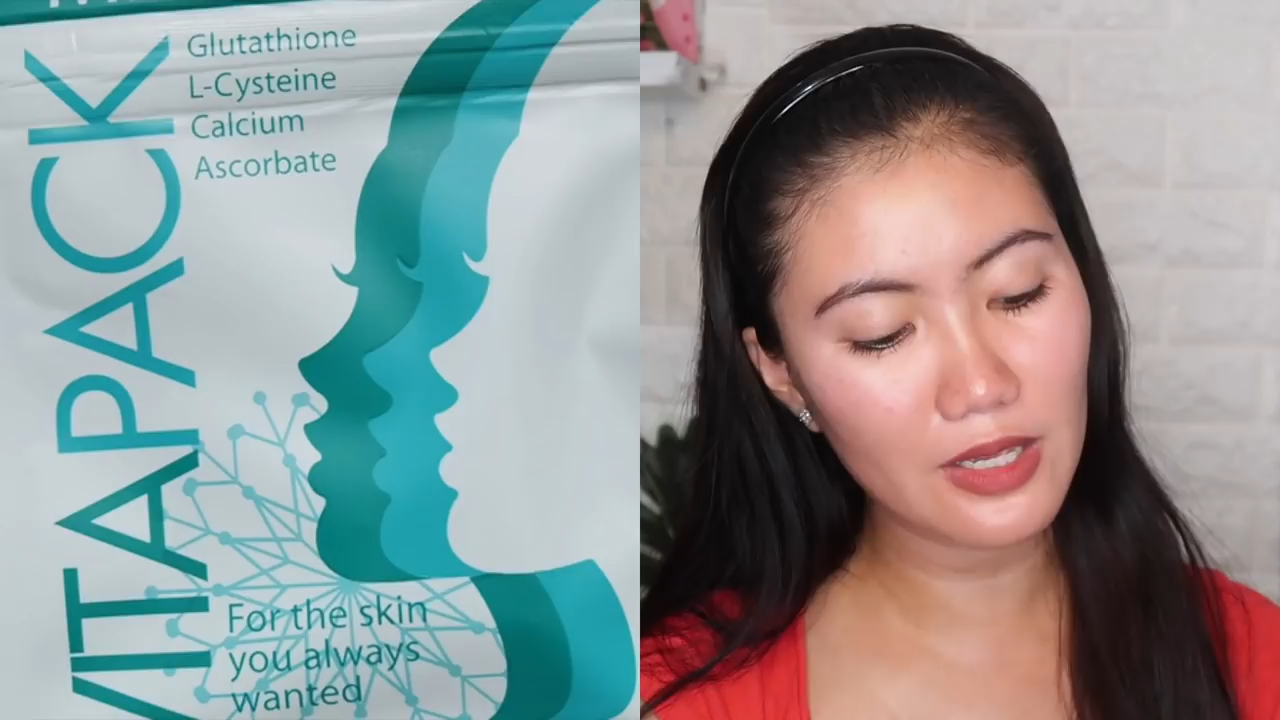 VITAPACK
Glutathione
L-Cysteine
Calcium
Ascorbate
For the skin
you always
wanted